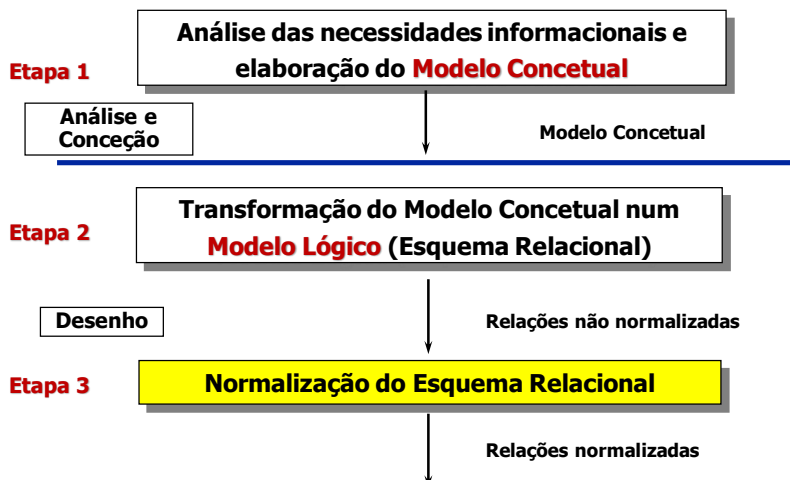 Análise das necessidades informacionais e
elaboração do Modelo Concetual
Etapa 1
Análise e
Conceção
Modelo Concetual
Transformação do Modelo Concetual num
Modelo Lógico (Esquema Relacional)
Etapa 2
Desenho
Relações não normalizadas
Etapa 3
Normalização do Esquema Relacional
Relações normalizadas